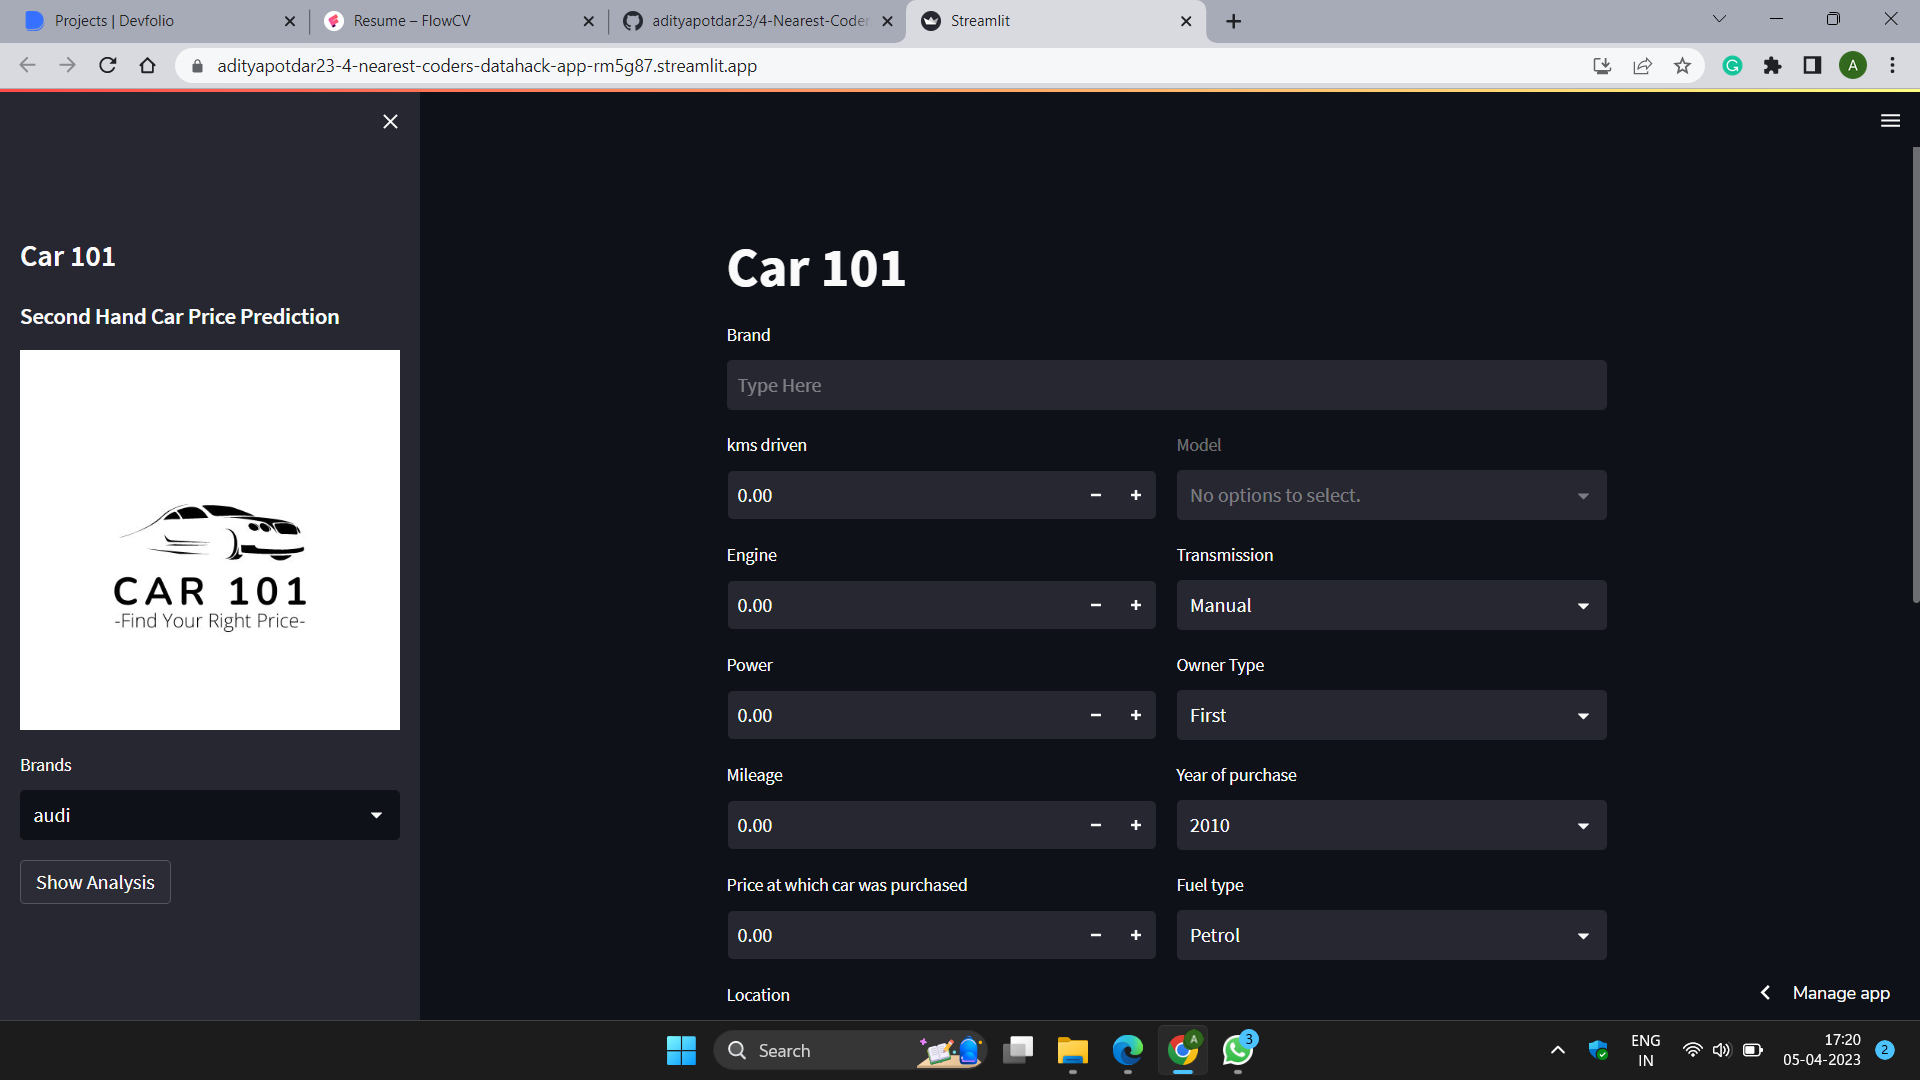 Projects | Devfolio
Resume – FlowCV
adityapotdar23/4-Nearest-Coder
Streamlit
adityapotdar23-4-nearest-coders-datahack-app-rm5g87.streamlit.app
A
Car 101
Second Hand Car Price Prediction
CAR 101
-Find Your Right Price-
Brands
audi
Show Analysis
Car 101
Brand
Type Here
kms driven
0.00
Model
No options to select.
Engine
0.00
Transmission
Manual
Power
0.00
Owner Type
First
Mileage
0.00
Year of purchase
2010
Price at which car was purchased
0.00
Fuel type
Petrol
Location
Manage app
Search
A
3
ENG
IN
17:20
05-04-2023
2